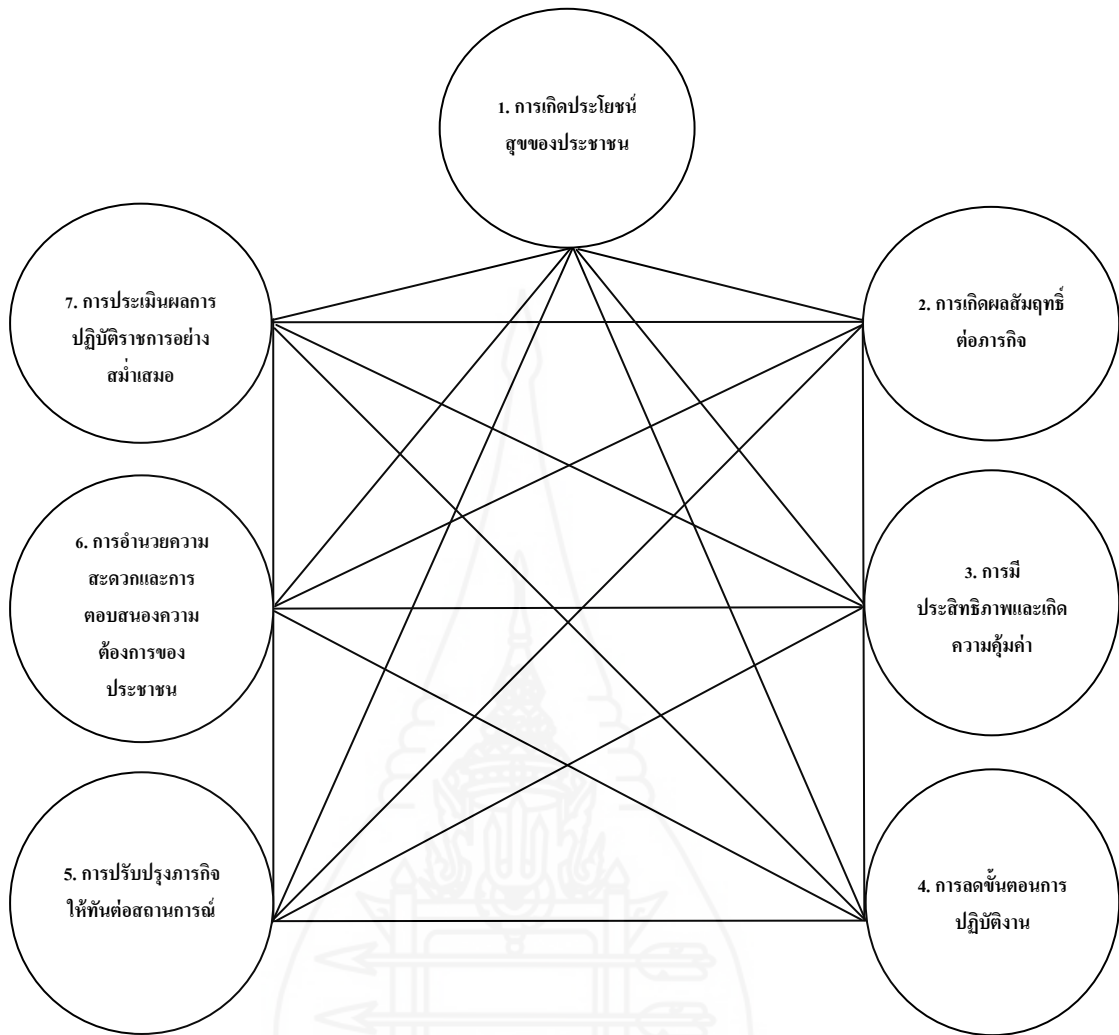 1. การเกิดประโยชน์
สุขของประชาชน
7. การประเมินผลการ
ปฏิบัติราชการอย่าง
สม่ำเสมอ
2. การเกิดผลสัมฤทธิ์
ต่อภารกิจ
6. การอำนวยความ
สะดวกและการ
ตอบสนองความ
ต้องการของ
ประชาชน
3. การมี
ประสิทธิภาพและเกิด
ความคุ้มค่า
5. การปรับปรุงภารกิจ
ให้ทันต่อสถานการณ์
4. การลดขั้นตอนการ
ปฏิบัติงาน